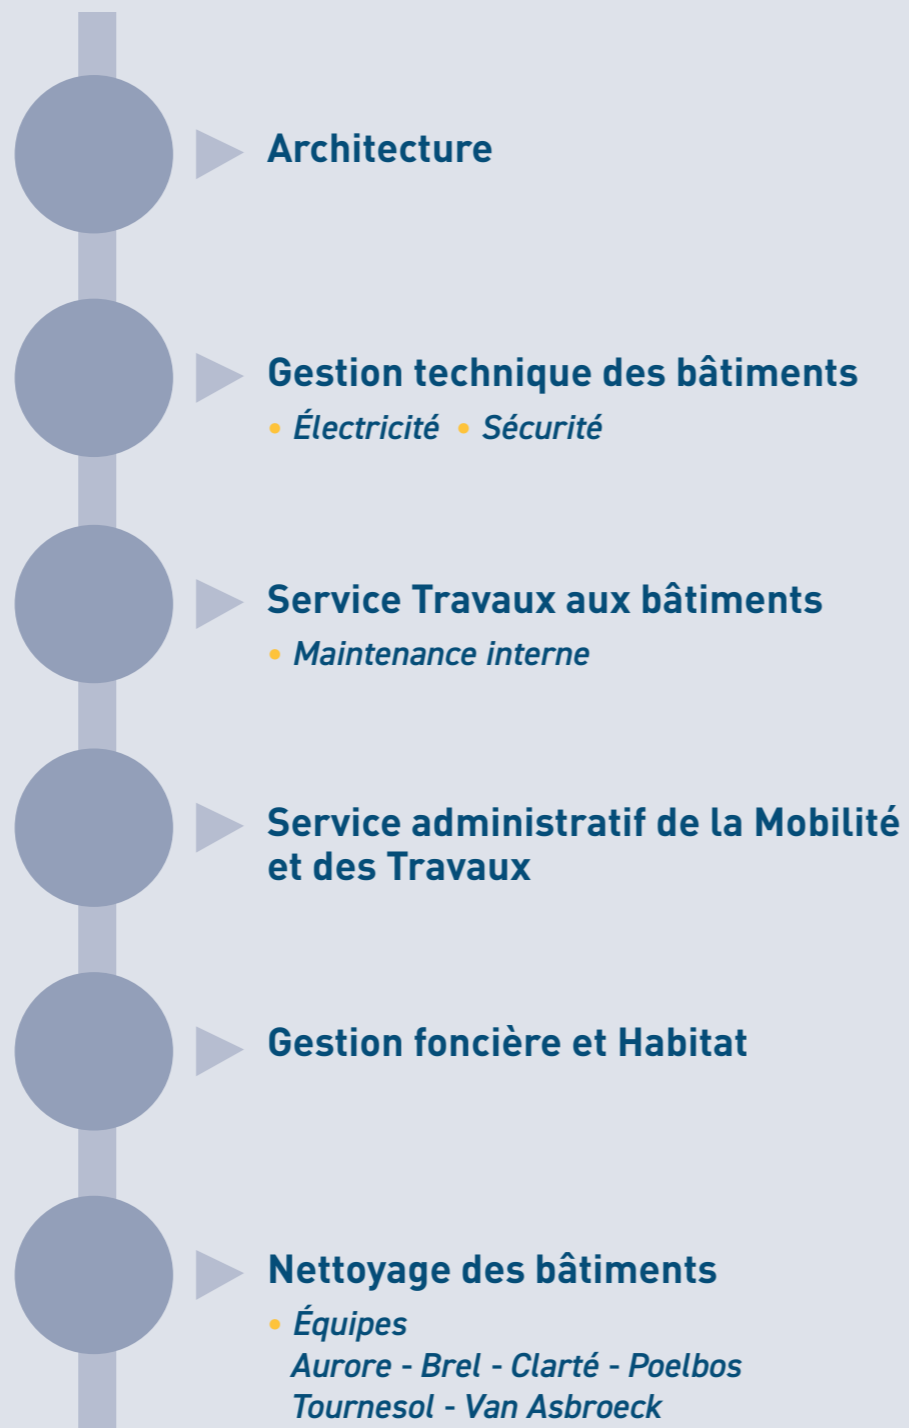 Architecture
Gestion technique des bâtiments
• Électricité • Sécurité
Service Travaux aux bâtiments
• Maintenance interne
Service administratif de la Mobilité
et des Travaux
Gestion foncière et Habitat
Nettoyage des bâtiments
• Équipes
Aurore - Brel - Clarté - Poelbos
Tournesol - Van Asbroeck